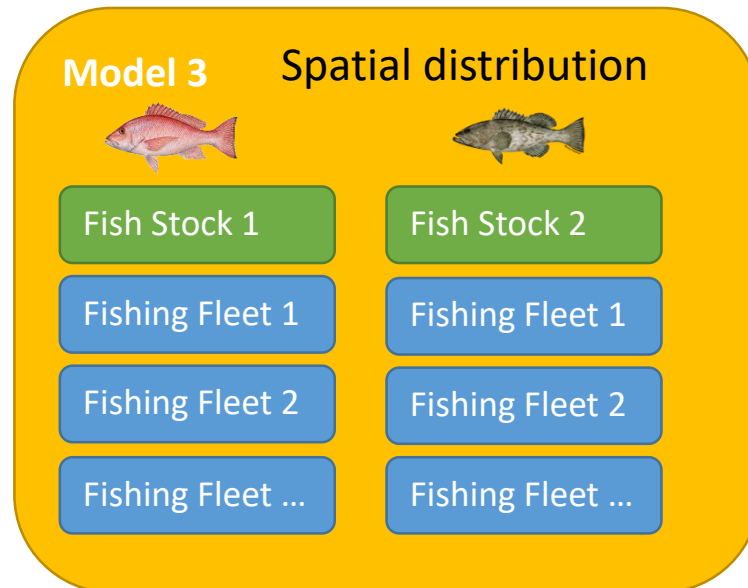 Model 3
Spatial distribution
Fish Stock 1
Fish Stock 2
Fishing Fleet 1
Fishing Fleet 1
Fishing Fleet 2
Fishing Fleet 2
Fishing Fleet ...
Fishing Fleet ...